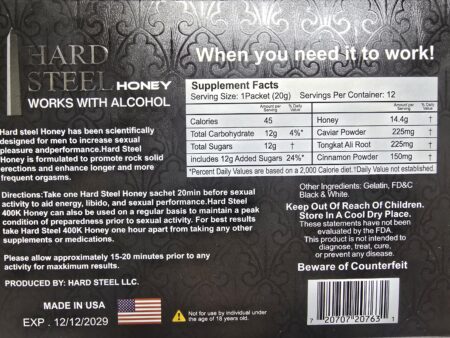 HARD
STEEL HONEY
WORKS WITH ALCOHOL
When you need it to work!
Hard steel Honey has been scientifically
designed for men to increase sexual
pleasure andperformance. Hard steel
Honey is formulated to promote rock solid
erections and enhance longer and more
frequent orgasms.
Directions:Take one Hard Steel Honey sachet 20min before sexual
activity to aid energy, libido, and sexual performance.Hard Steel
400K Honey can also be used on a regular basis to maintain a peak
condition of preparedness prior to sexual activity. For best results
take Hard Steel 400K Honey one hour apart from taking any other
supplements or medications.
Please allow approximately 15-20 minutes prior to any
activity for markimum results.
PRODUCED BY: HARD STEEL LLC.
MADE IN USA
EXP . 12/12/2029
Not for use by individual under
the age of 18 years old.
Supplement Facts
Serving Size: 1Packet (20g) Servings Per Container: 12
Amount per Serving % Daily Value
Calories 45
Total Carbohydrate 12g 4%*
Total Sugars 12g †
includes 12g Added Sugars 24%*
Amount per Serving % Daily Value
Honey 14.4g †
Caviar Powder 225mg †
Tongkat Ali Root 225mg †
Cinnamon Powder 150mg †
*Percent Daily Values are based on a 2,000 Calorie diet. †Daily Value not established.
Other Ingredients: Gelatin, FD&C
Black & White.
Keep Out Of Reach Of Children.
Store In A Cool Dry Place.
These statements have not been
evaluated by the FDA.
This product is not intended to
diagnose, treat, cure,
or prevent any disease.
Beware of Counterfeit
7 20707 20763 1